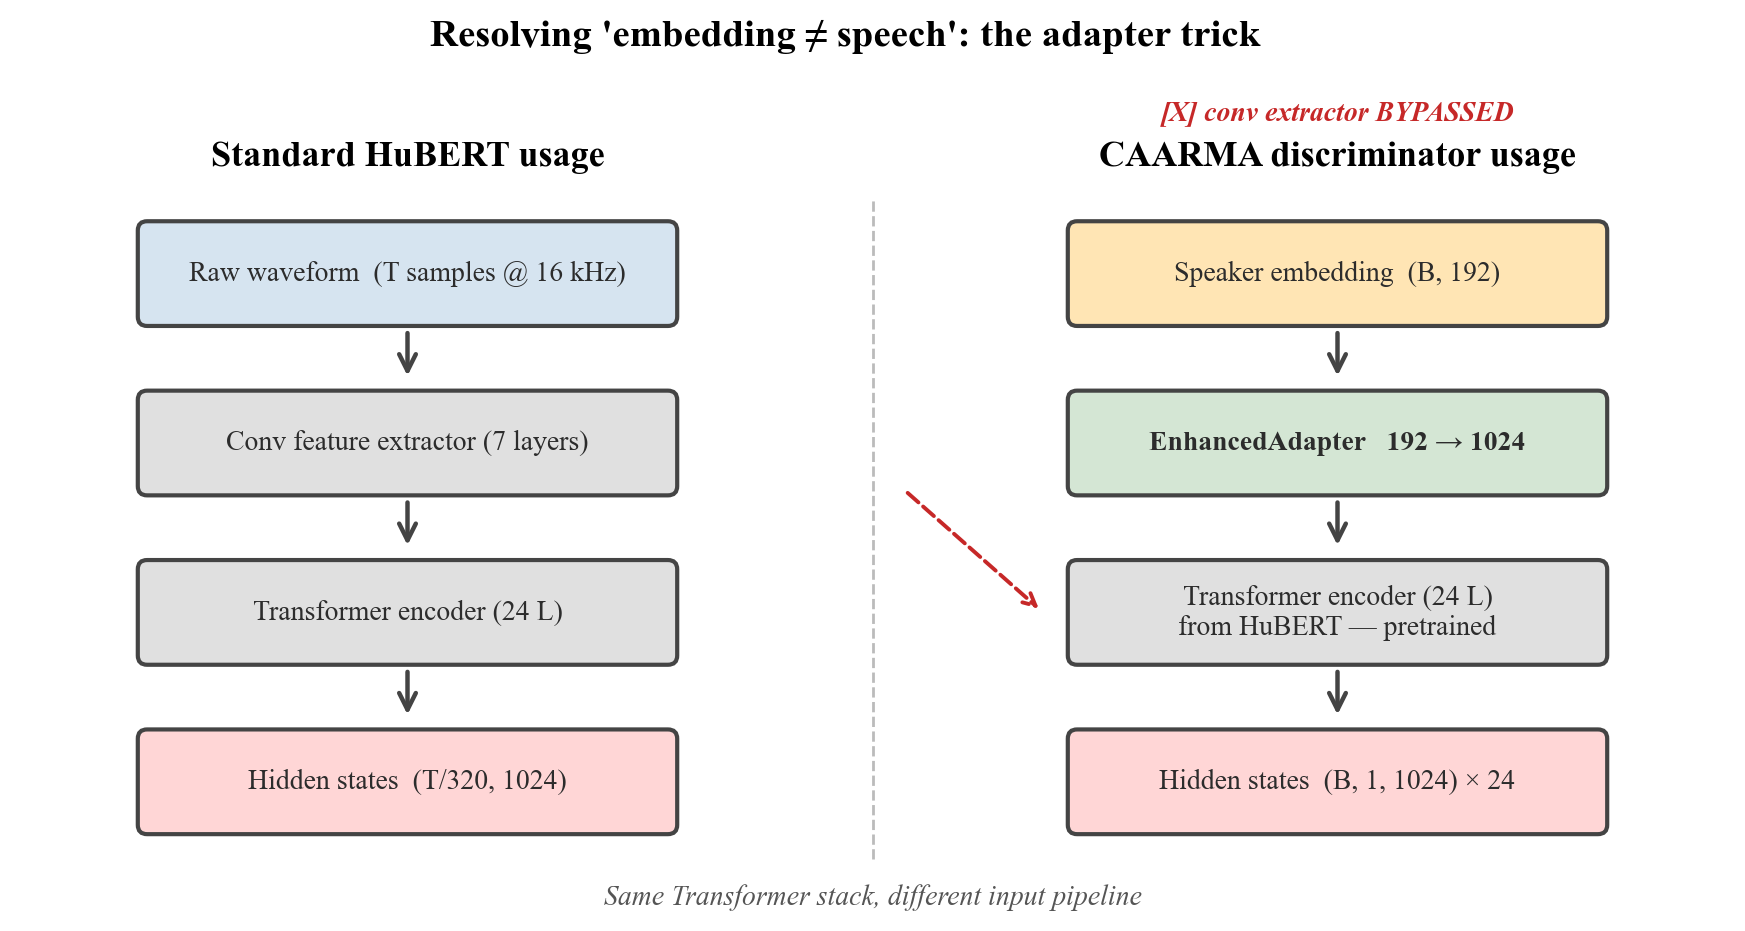 Resolving 'embedding ≠ speech': the adapter trick
Standard HuBERT usage
Raw waveform  (T samples @ 16 kHz)
Conv feature extractor (7 layers)
Transformer encoder (24 L)
Hidden states  (T/320, 1024)
[X] conv extractor BYPASSED
CAARMA discriminator usage
Speaker embedding  (B, 192)
EnhancedAdapter   192 → 1024
Transformer encoder (24 L)
from HuBERT — pretrained
Hidden states  (B, 1, 1024) × 24
Same Transformer stack, different input pipeline